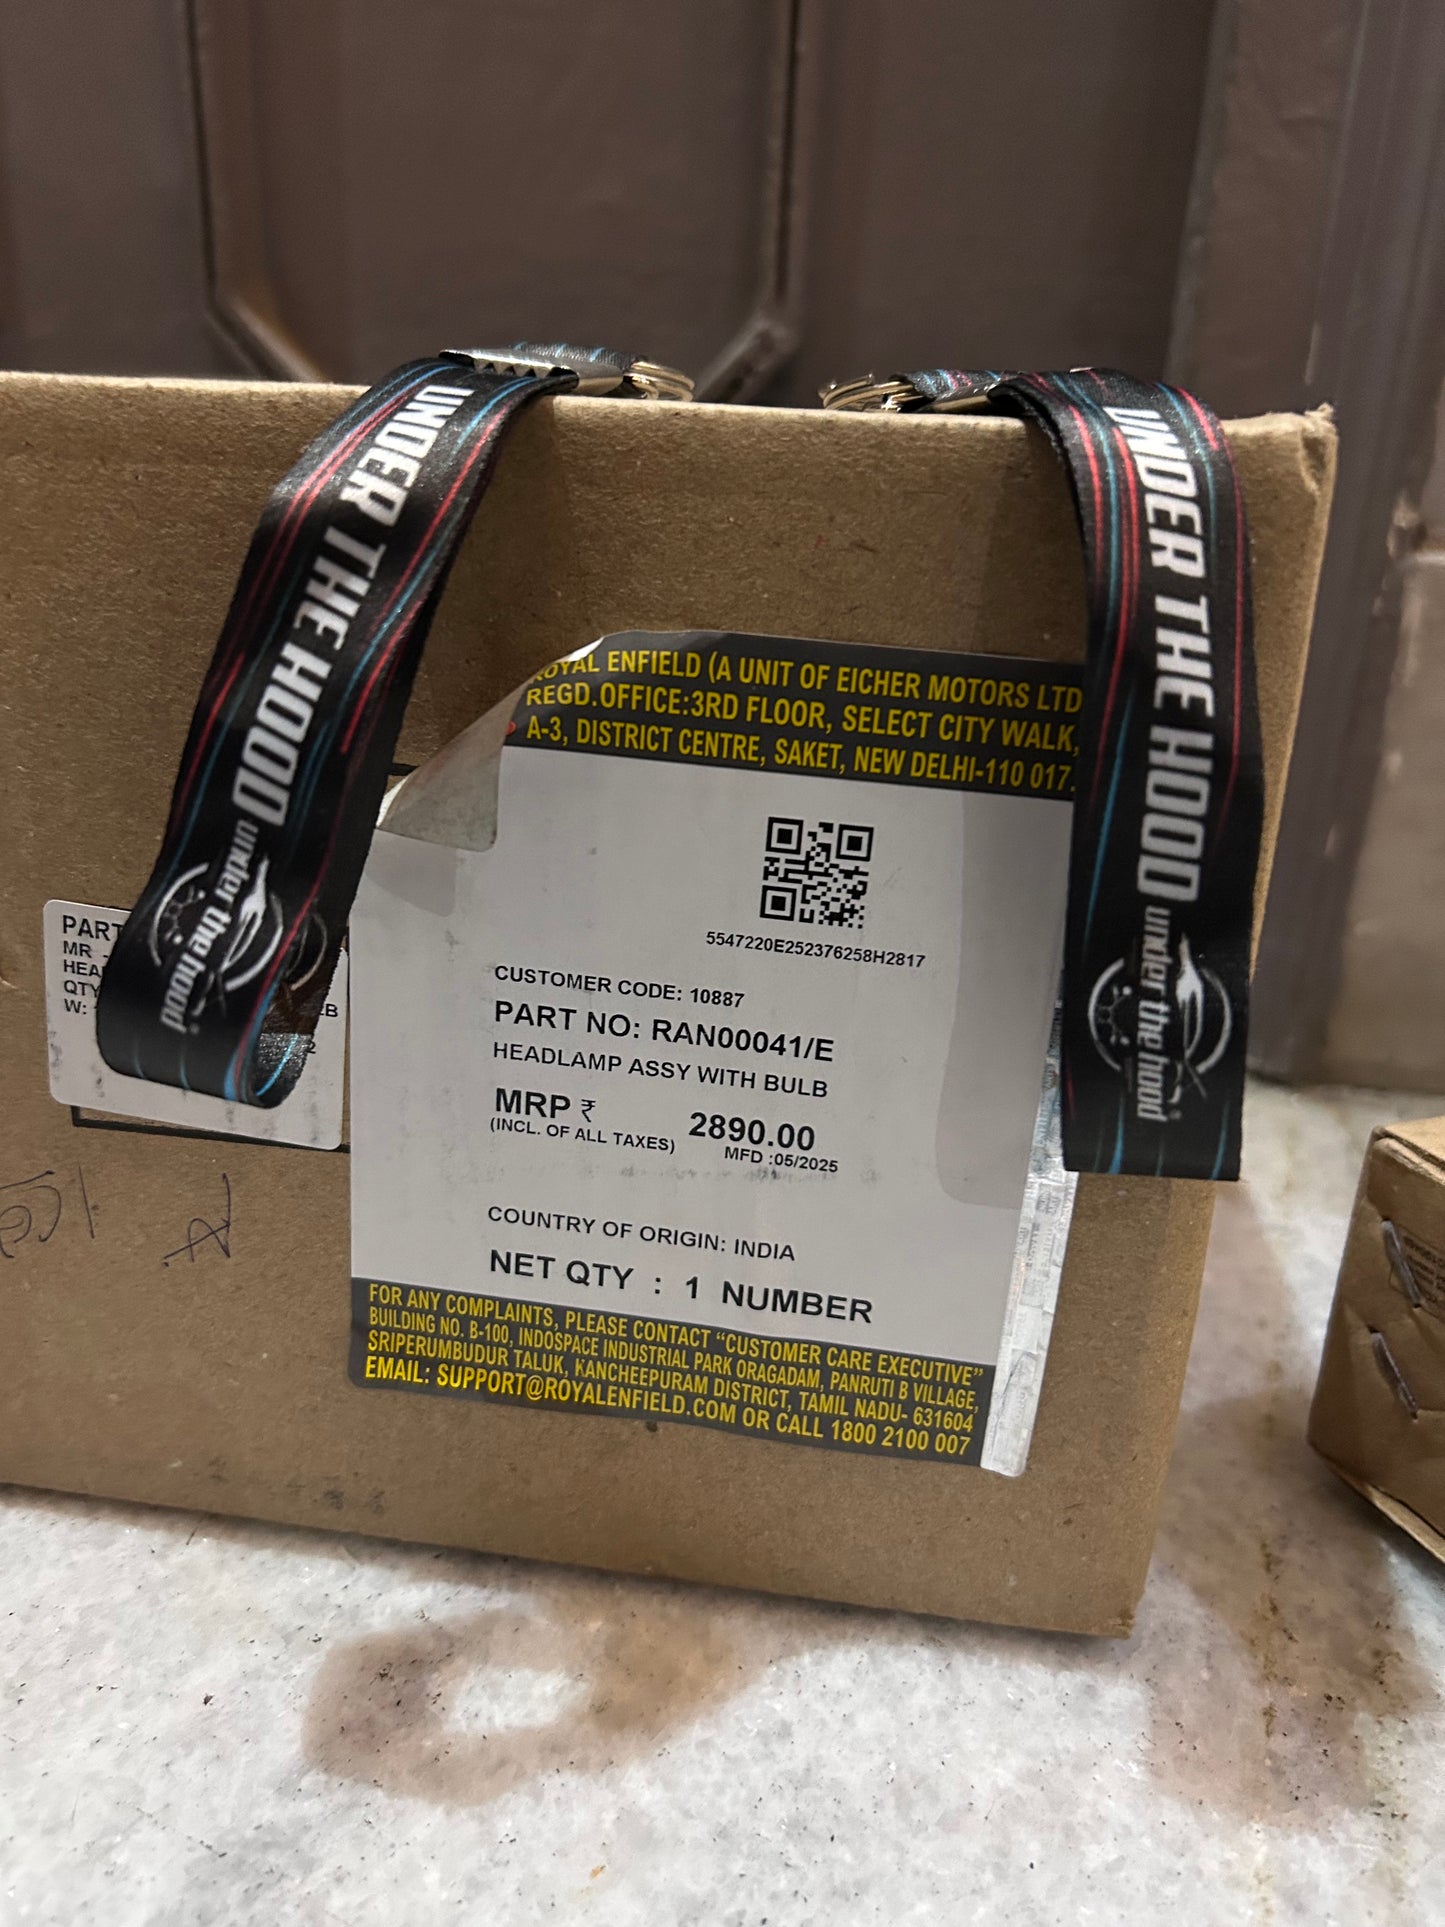 UNDER THE HOOD
under the hood
UNDER THE HOOD
under the hood
ROYAL ENFIELD (A UNIT OF EICHER MOTORS LTD
REGD.OFFICE:3RD FLOOR, SELECT CITY WALK,
A-3, DISTRICT CENTRE, SAKET, NEW DELHI-110 017.
5547220E252376258H2817
CUSTOMER CODE: 10887
PART NO: RAN00041/E
HEADLAMP ASSY WITH BULB
MRP ₹ 2890.00
(INCL. OF ALL TAXES)
MFD :05/2025
COUNTRY OF ORIGIN: INDIA
NET QTY : 1 NUMBER
FOR ANY COMPLAINTS, PLEASE CONTACT “CUSTOMER CARE EXECUTIVE”
BUILDING NO. B-100, INDOSPACE INDUSTRIAL PARK ORAGADAM, PANRUTI B VILLAGE,
SRIPERUMBUDUR TALUK, KANCHEEPURAM DISTRICT, TAMIL NADU- 631604
EMAIL: SUPPORT@ROYALENFIELD.COM OR CALL 1800 2100 007
PART
MR -
HEA
QTY
W: